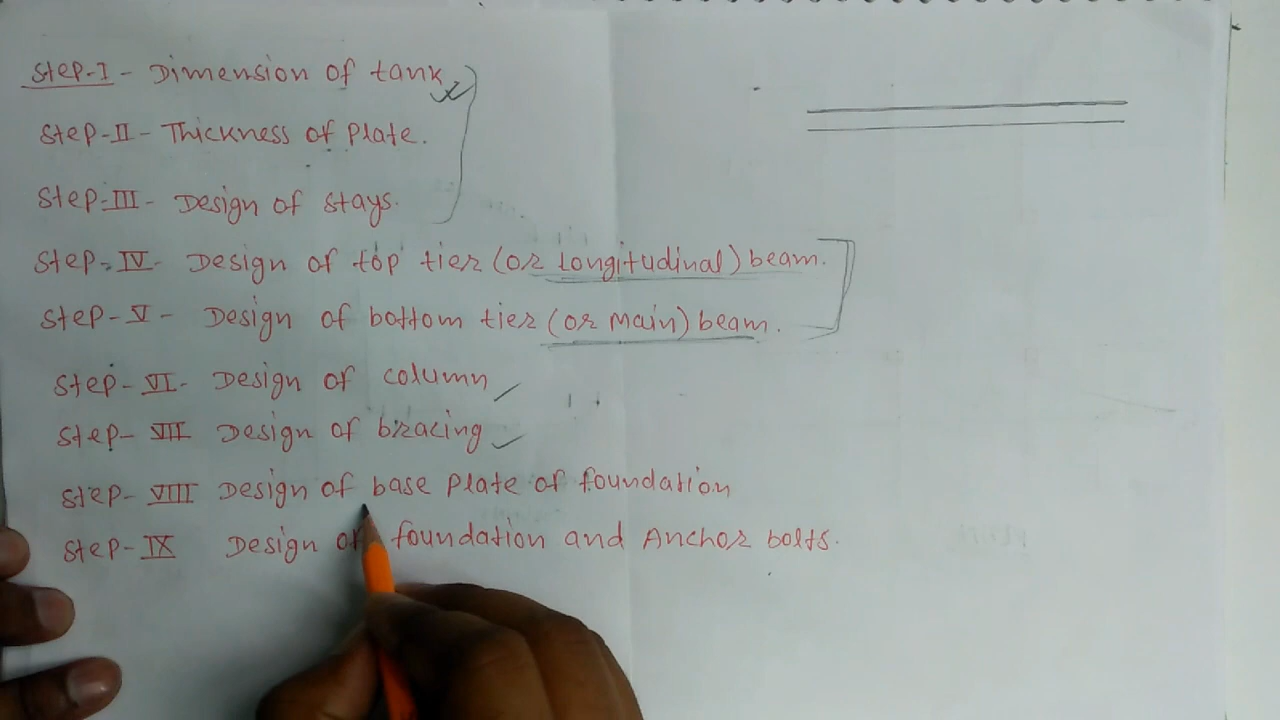 Step-I - Dimension of tank
Step-II - Thickness of plate.
Step-III - Design of stays.
Step-IV - Design of top tier (or Longitudinal) beam.
Step-V - Design of bottom tier (or main) beam.
Step-VI - Design of column
Step-VII Design of bracing
Step-VIII Design of base plate of foundation
Step-IX Design of foundation and Anchor bolts.